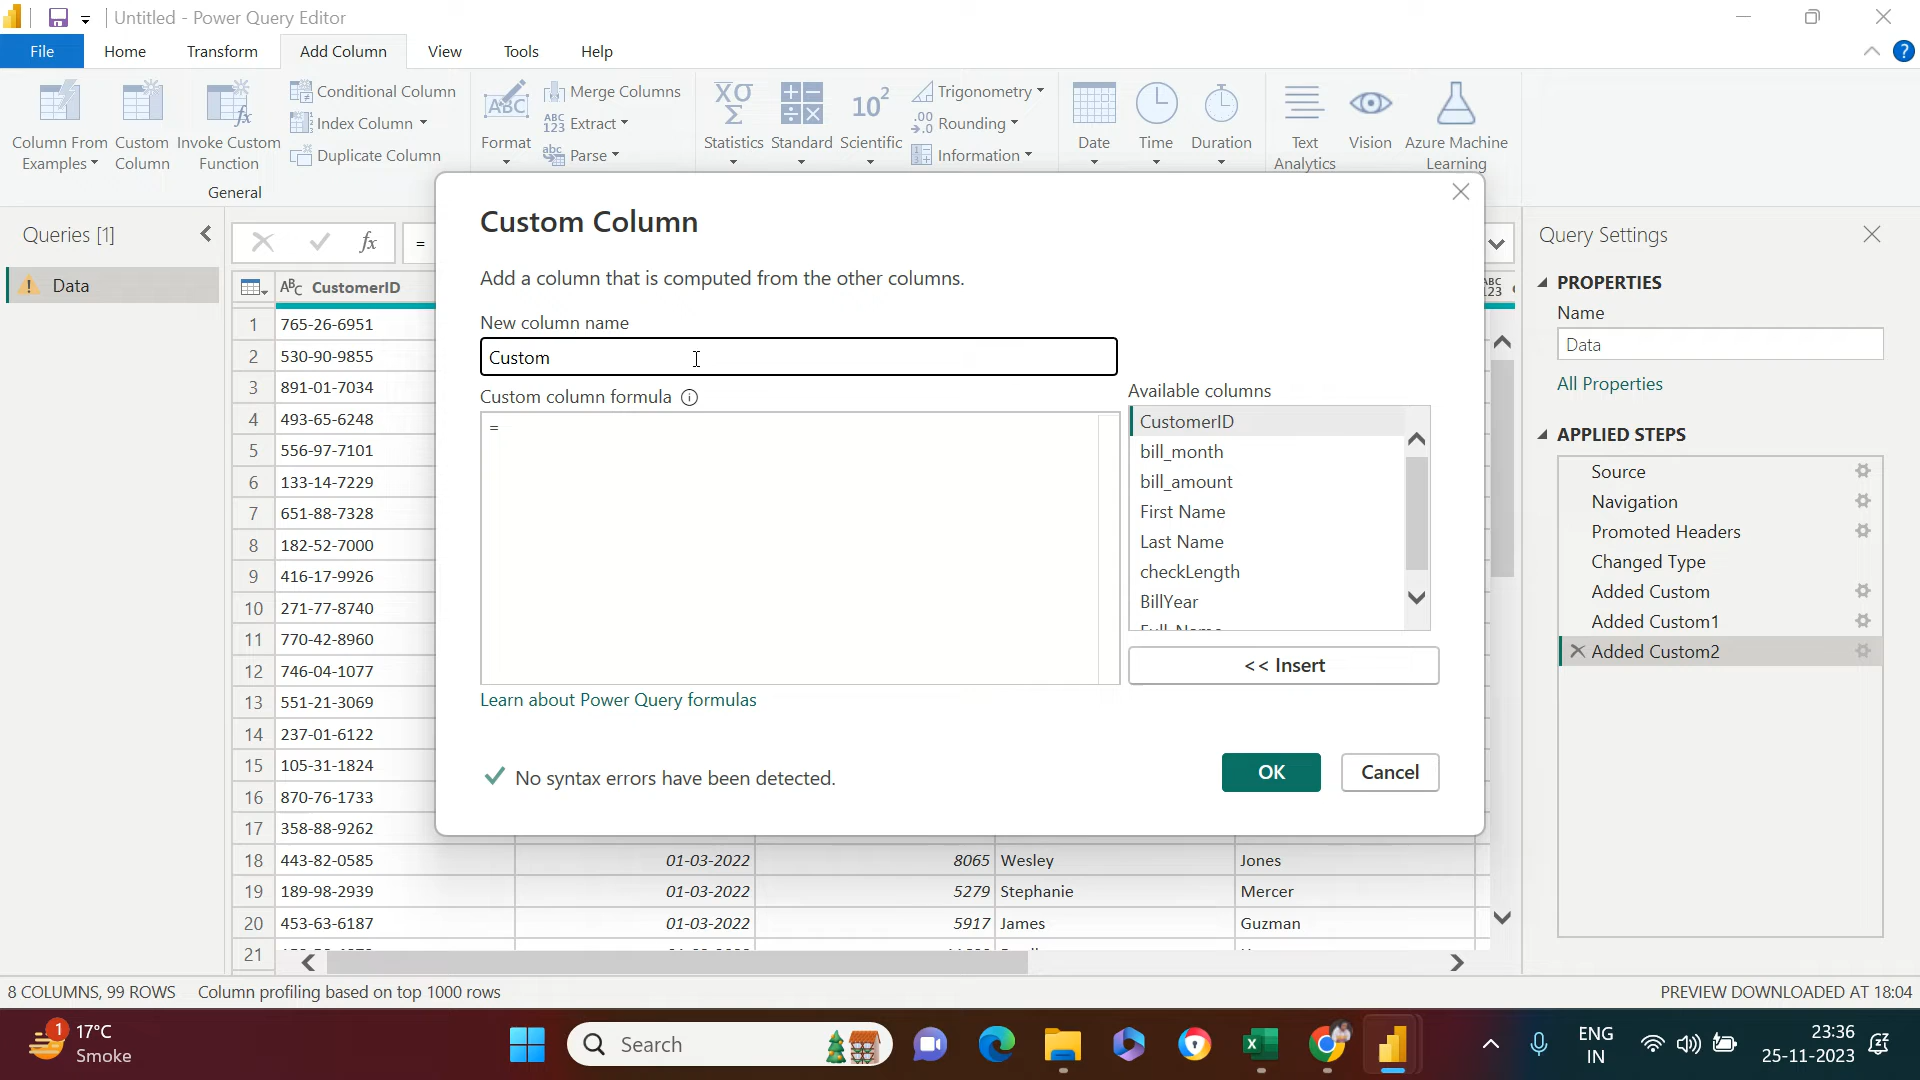 Untitled - Power Query Editor
File Home Transform Add Column View Tools Help
Column From Examples
Custom Column
Invoke Custom Function
Conditional Column
Index Column
Duplicate Column
General
ABC
Format
Merge Columns
ABC 123 Extract
abc Parse
Statistics
Standard
10² Scientific
Trigonometry
.00 Rounding
Information
Date
Time
Duration
Text Analytics
Vision
Azure Machine Learning
Queries [1]
Data
fx =
CustomerID
1 765-26-6951
2 530-90-9855
3 891-01-7034
4 493-65-6248
5 556-97-7101
6 133-14-7229
7 651-88-7328
8 182-52-7000
9 416-17-9926
10 271-77-8740
11 770-42-8960
12 746-04-1077
13 551-21-3069
14 237-01-6122
15 105-31-1824
16 870-76-1733
17 358-88-9262
18 443-82-0585 01-03-2022 8065 Wesley Jones
19 189-98-2939 01-03-2022 5279 Stephanie Mercer
20 453-63-6187 01-03-2022 5917 James Guzman
21
Custom Column
Add a column that is computed from the other columns.
New column name
Custom
Custom column formula
=
Available columns
CustomerID
bill_month
bill_amount
First Name
Last Name
checkLength
BillYear
<< Insert
Learn about Power Query formulas
No syntax errors have been detected.
OK
Cancel
Query Settings
PROPERTIES
Name
Data
All Properties
APPLIED STEPS
Source
Navigation
Promoted Headers
Changed Type
Added Custom
Added Custom1
Added Custom2
8 COLUMNS, 99 ROWS Column profiling based on top 1000 rows
PREVIEW DOWNLOADED AT 18:04
1
17°C
Smoke
Search
ENG
IN
23:36
25-11-2023